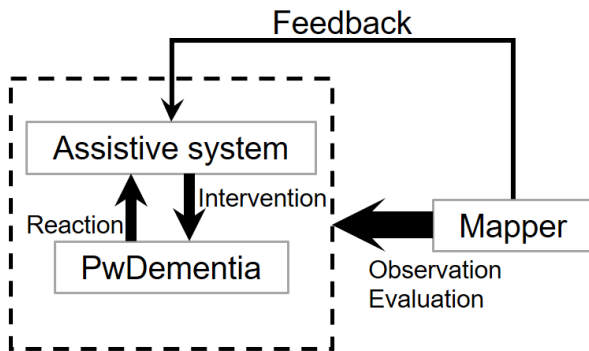 Feedback
Assistive system
Intervention
Reaction
PwDementia
Mapper
Observation
Evaluation